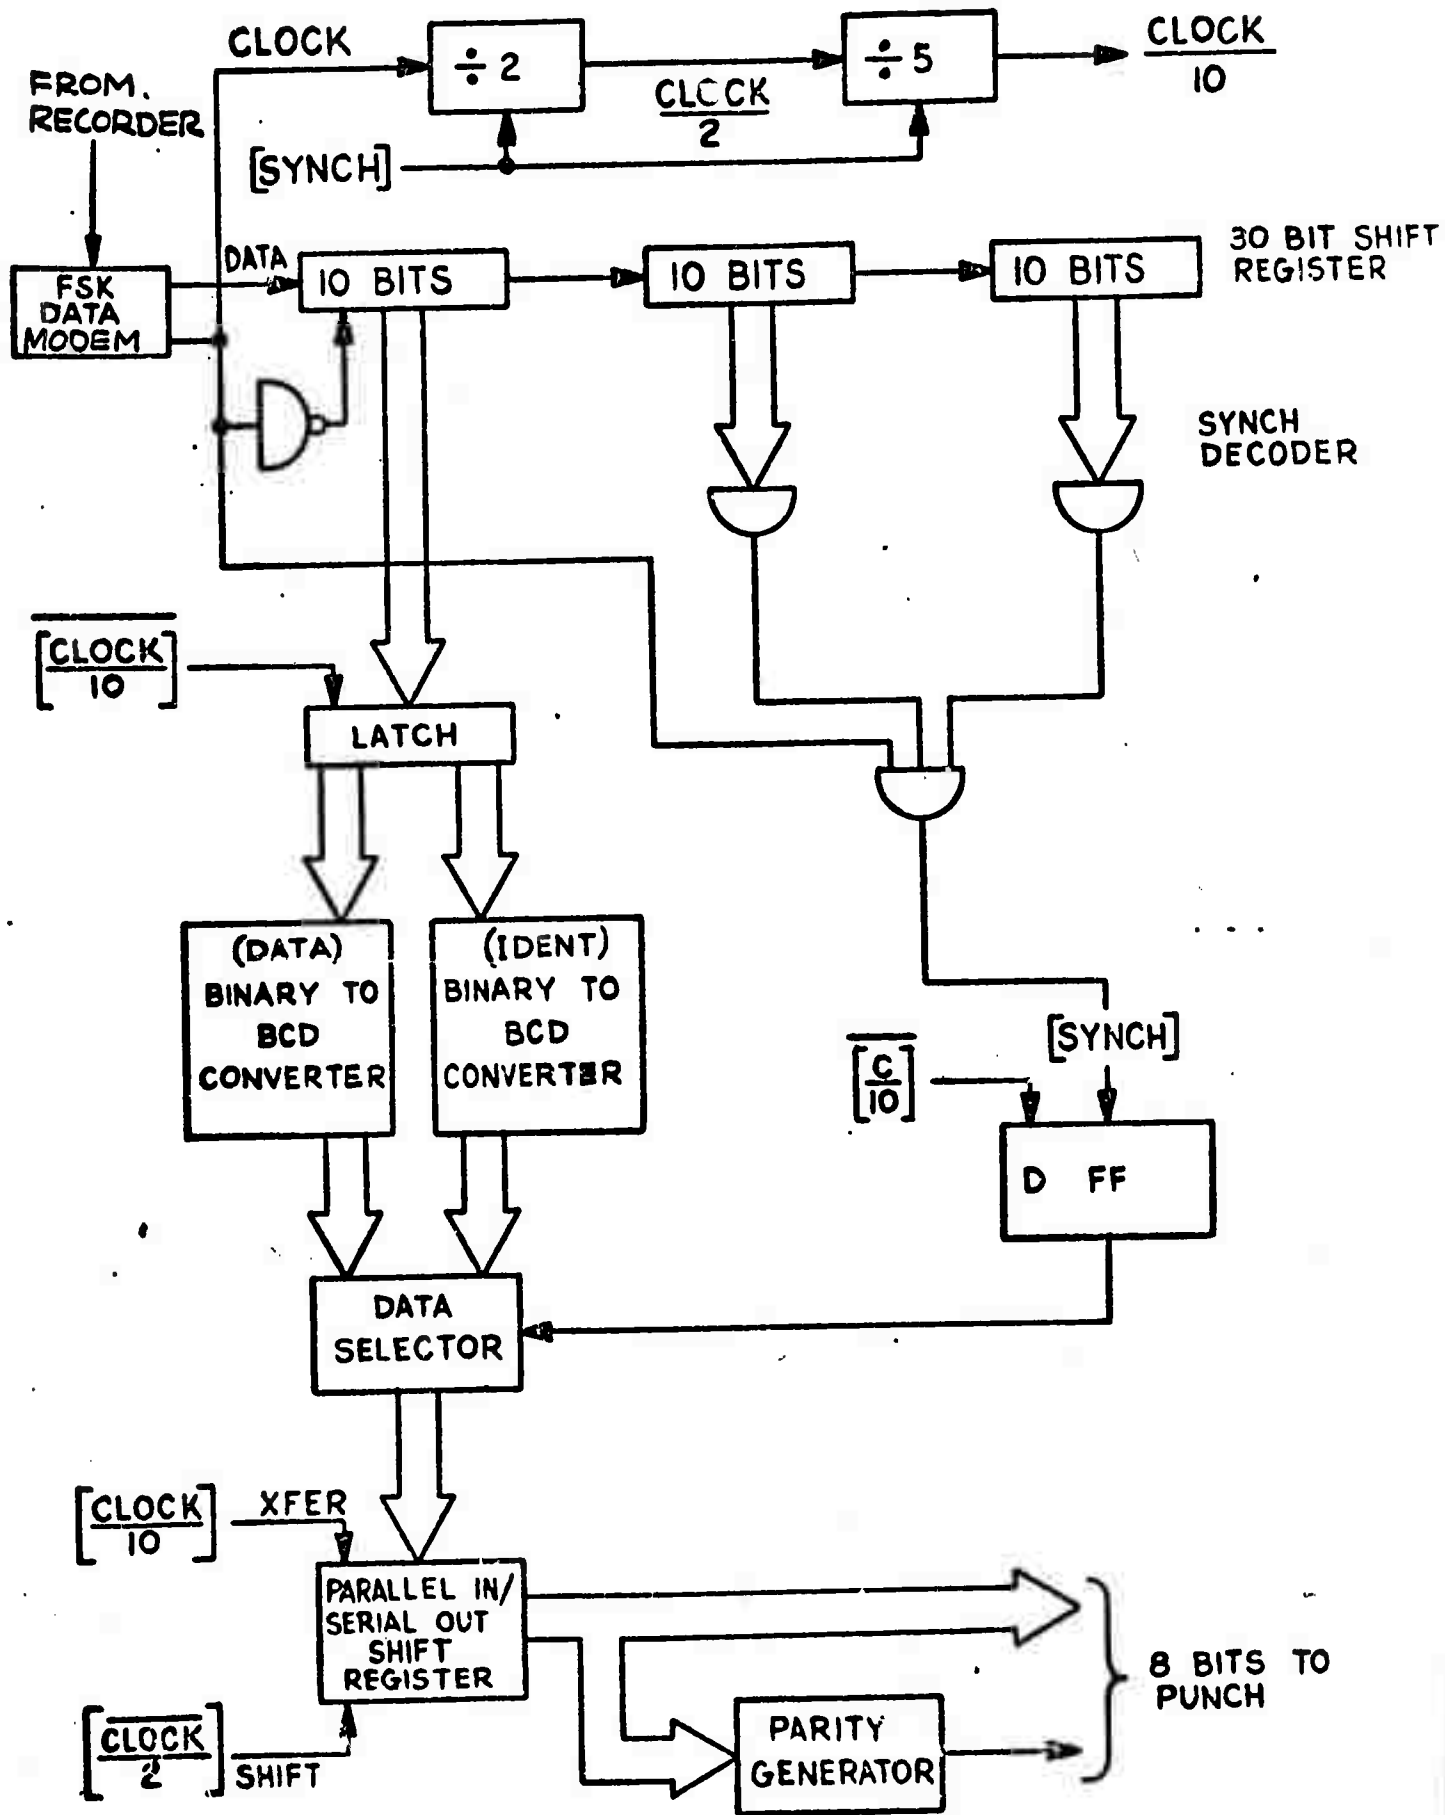 CLOCK
÷ 2
CLOCK
2
÷ 5
CLOCK
10
FROM.
RECORDER
[SYNCH]
FSK
DATA
MODEM
DATA
10 BITS
10 BITS
10 BITS
30 BIT SHIFT
REGISTER
SYNCH
DECODER
[CLOCK
10]
LATCH
(DATA)
BINARY TO
BCD
CONVERTER
(IDENT)
BINARY TO
BCD
CONVERTER
[C
10]
[SYNCH]
D FF
DATA
SELECTOR
[CLOCK
10]
XFER
PARALLEL IN/
SERIAL OUT
SHIFT
REGISTER
[CLOCK
2]
SHIFT
PARITY
GENERATOR
8 BITS TO
PUNCH